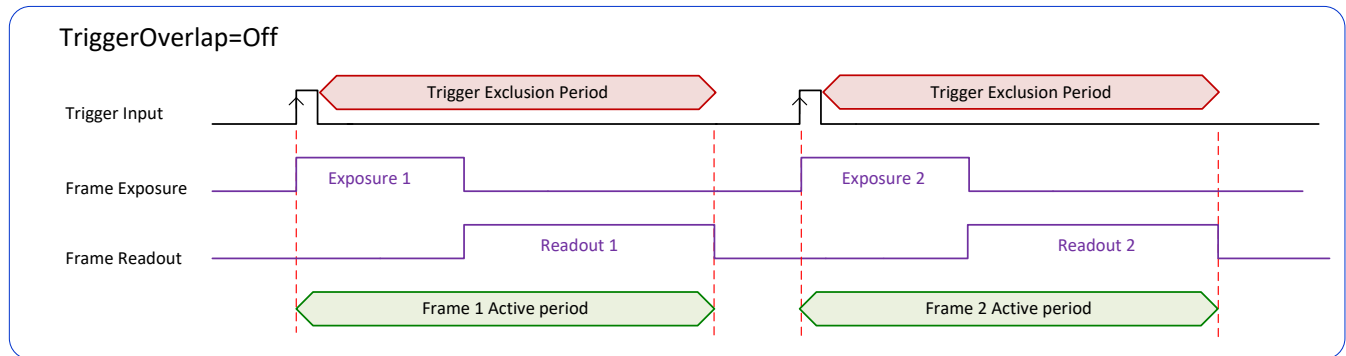 TriggerOverlap=Off
Trigger Exclusion Period
Trigger Exclusion Period
Trigger Input
Exposure 1
Exposure 2
Frame Exposure
Readout 1
Readout 2
Frame Readout
Frame 1 Active period
Frame 2 Active period